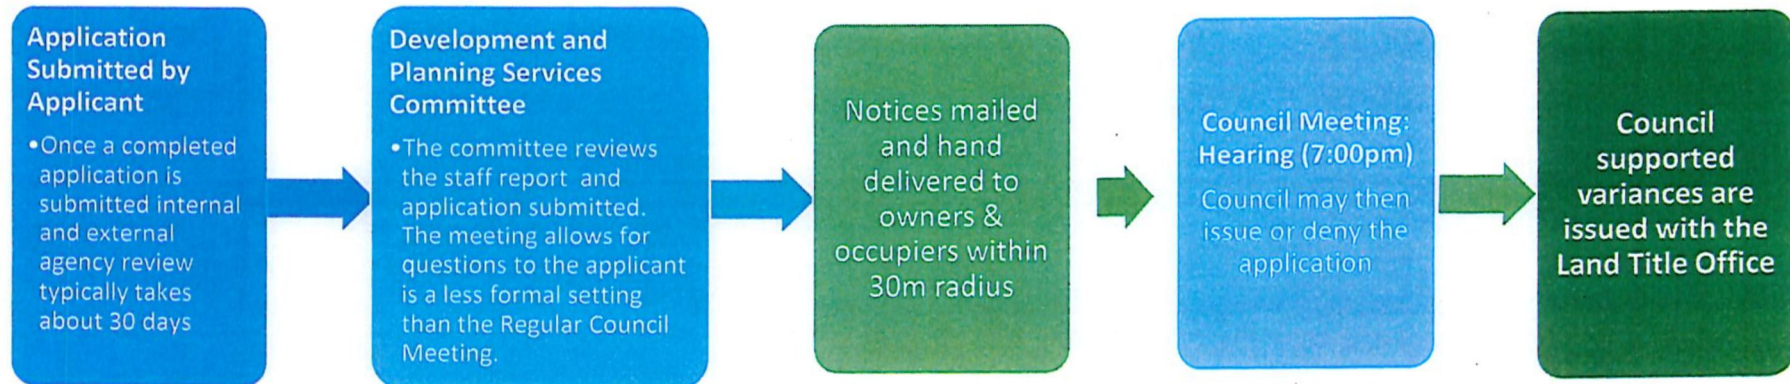 Application
Submitted by
Applicant
•Once a completed
application is
submitted internal
and external
agency review
typically takes
about 30 days
Development and
Planning Services
Committee
•The committee reviews
the staff report and
application submitted.
The meeting allows for
questions to the applicant
is a less formal setting
than the Regular Council
Meeting.
Notices mailed
and hand
delivered to
owners &
occupiers within
30m radius
Council Meeting:
Hearing (7:00pm)
Council may then
issue or deny the
application
Council
supported
variances are
issued with the
Land Title Office